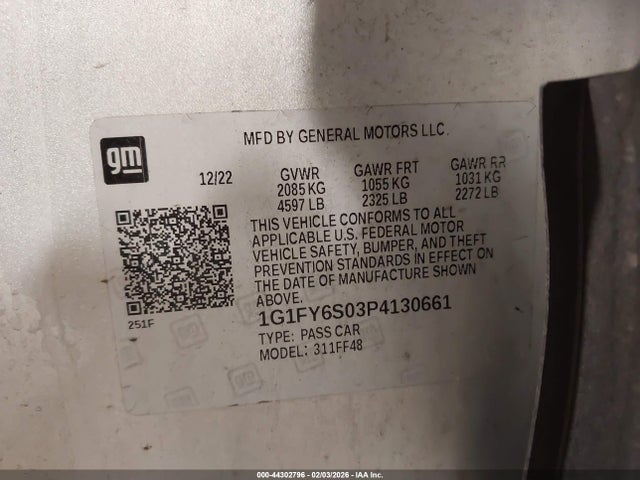 MFD BY GENERAL MOTORS LLC.
gm
12/22 GVWR GAWR FRT GAWR RR
2085 KG 1055 KG 1031 KG
4597 LB 2325 LB 2272 LB
THIS VEHICLE CONFORMS TO ALL
APPLICABLE U.S. FEDERAL MOTOR
VEHICLE SAFETY, BUMPER, AND THEFT
PREVENTION STANDARDS IN EFFECT ON
THE DATE OF MANUFACTURE SHOWN
ABOVE.
251F
1G1FY6S03P4130661
TYPE: PASS CAR
MODEL: 311FF48
000-44302796 - 02/03/2026 - IAA Inc.